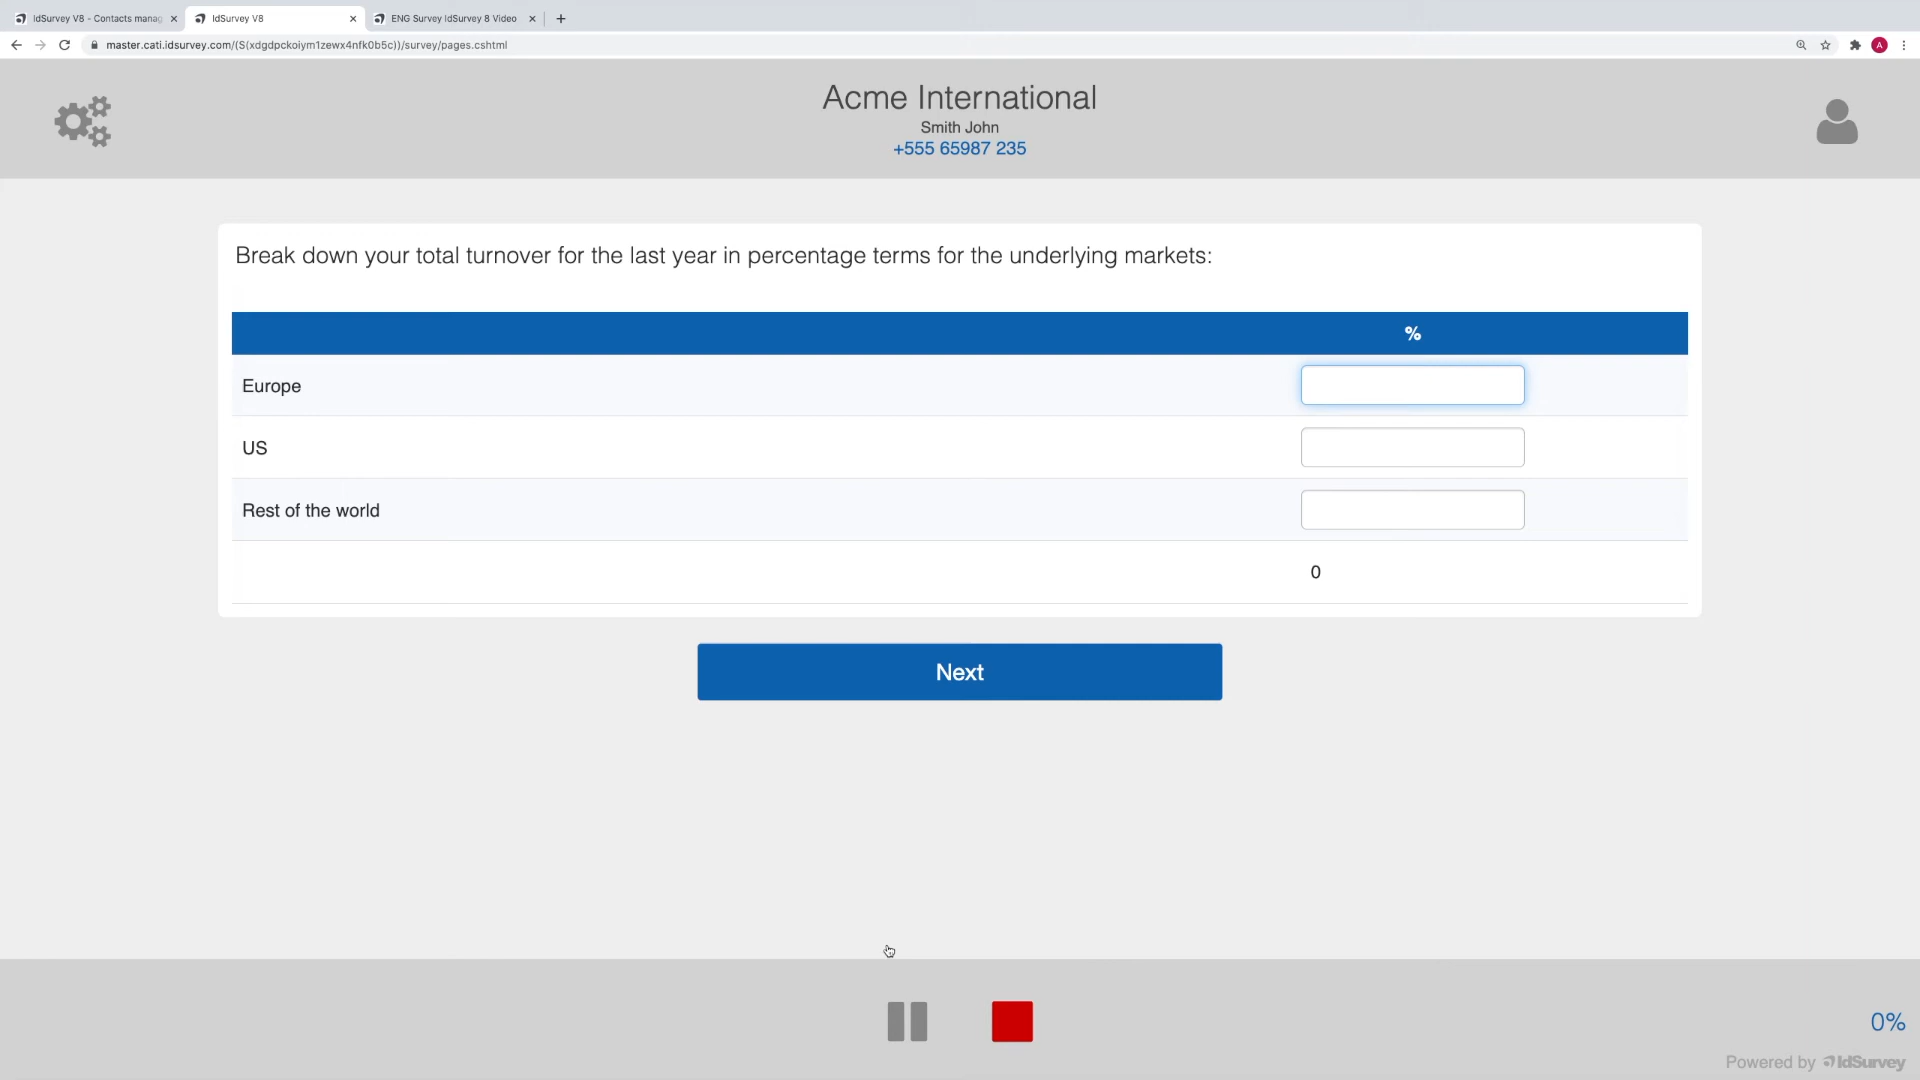 IdSurvey V8 - Contacts manag
IdSurvey V8
ENG Survey IdSurvey 8 Video
master.cati.idsurvey.com/(S(xdgdpckoiym1zewx4nfk0b5c))/survey/pages.cshtml
A
Acme International
Smith John
+555 65987 235
Break down your total turnover for the last year in percentage terms for the underlying markets:
%
Europe
US
Rest of the world
0
Next
0%
Powered by IdSurvey